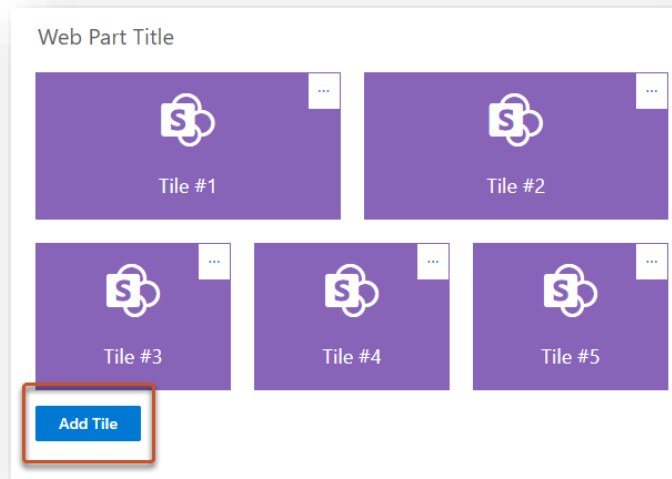 Web Part Title
... ...
S S
Tile #1 Tile #2
... ... ...
S S S
Tile #3 Tile #4 Tile #5
Add Tile